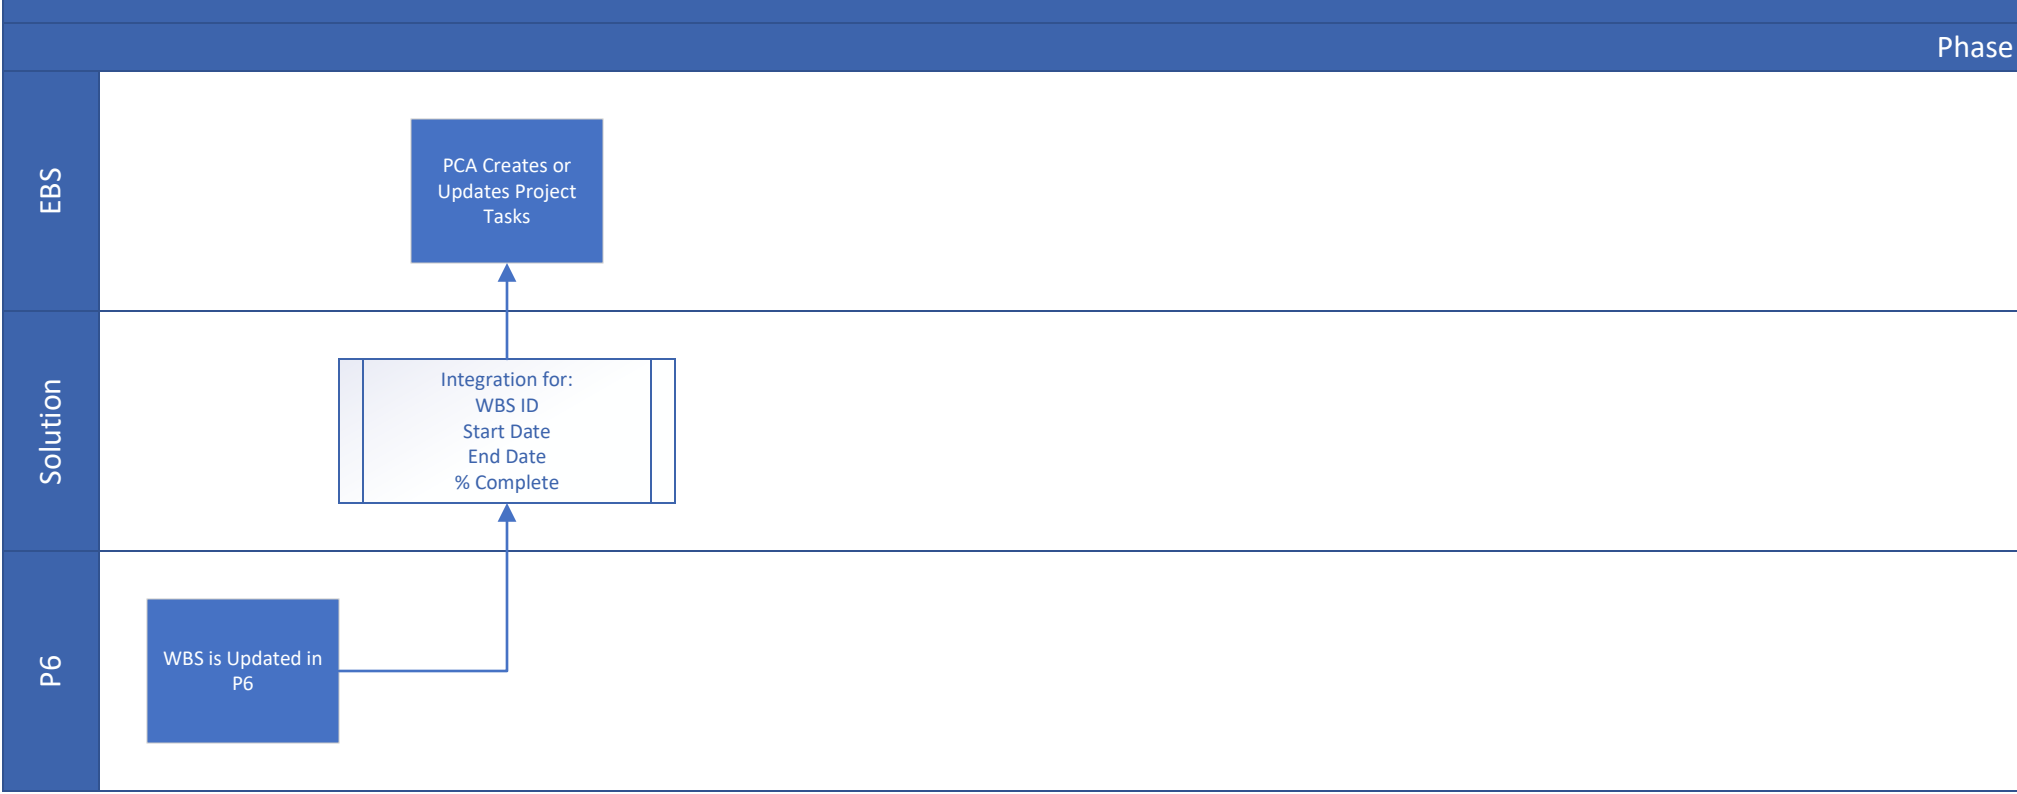 Phase
EBS
PCA Creates or
Updates Project
Tasks
Solution
Integration for:
WBS ID
Start Date
End Date
% Complete
P6
WBS is Updated in
P6